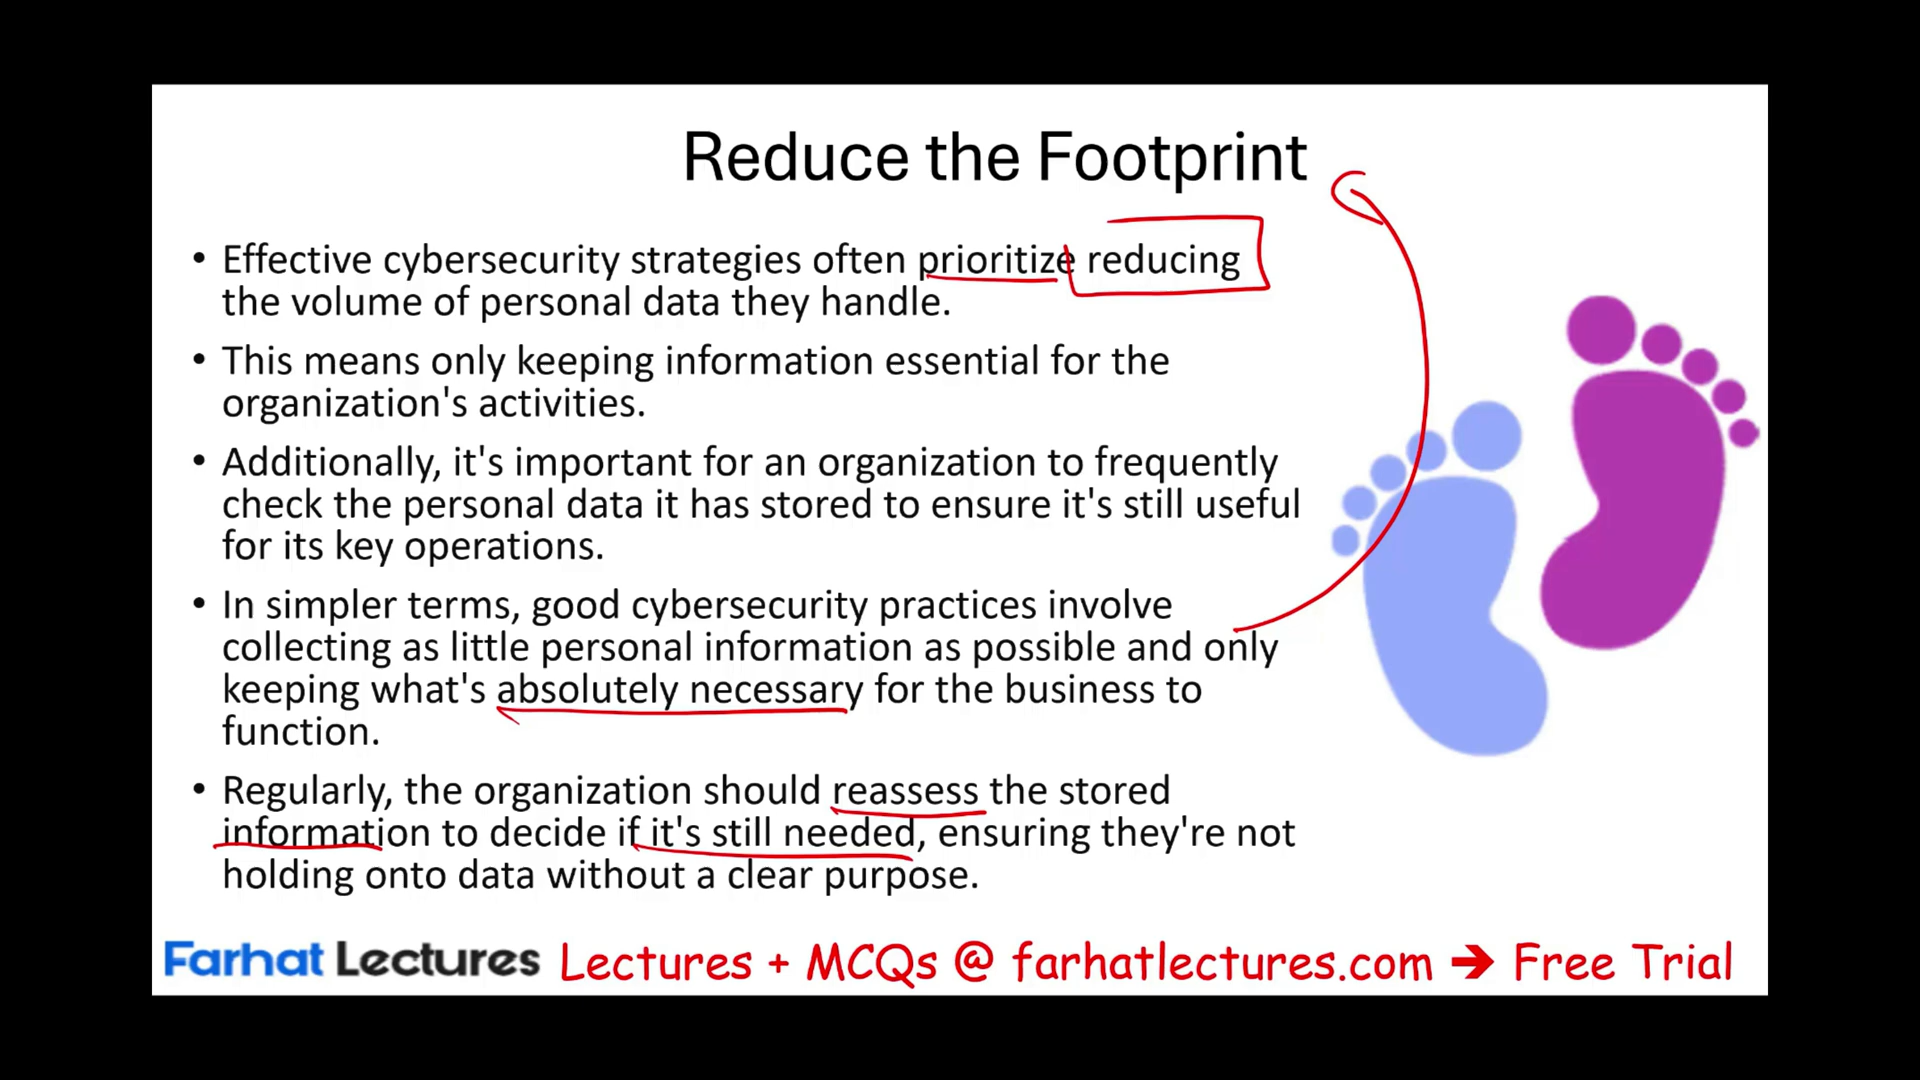 Reduce the Footprint
• Effective cybersecurity strategies often prioritize reducing
the volume of personal data they handle.
• This means only keeping information essential for the
organization's activities.
• Additionally, it's important for an organization to frequently
check the personal data it has stored to ensure it's still useful
for its key operations.
• In simpler terms, good cybersecurity practices involve
collecting as little personal information as possible and only
keeping what's absolutely necessary for the business to
function.
• Regularly, the organization should reassess the stored
information to decide if it's still needed, ensuring they're not
holding onto data without a clear purpose.
Farhat Lectures Lectures + MCQs @ farhatlectures.com ➔ Free Trial